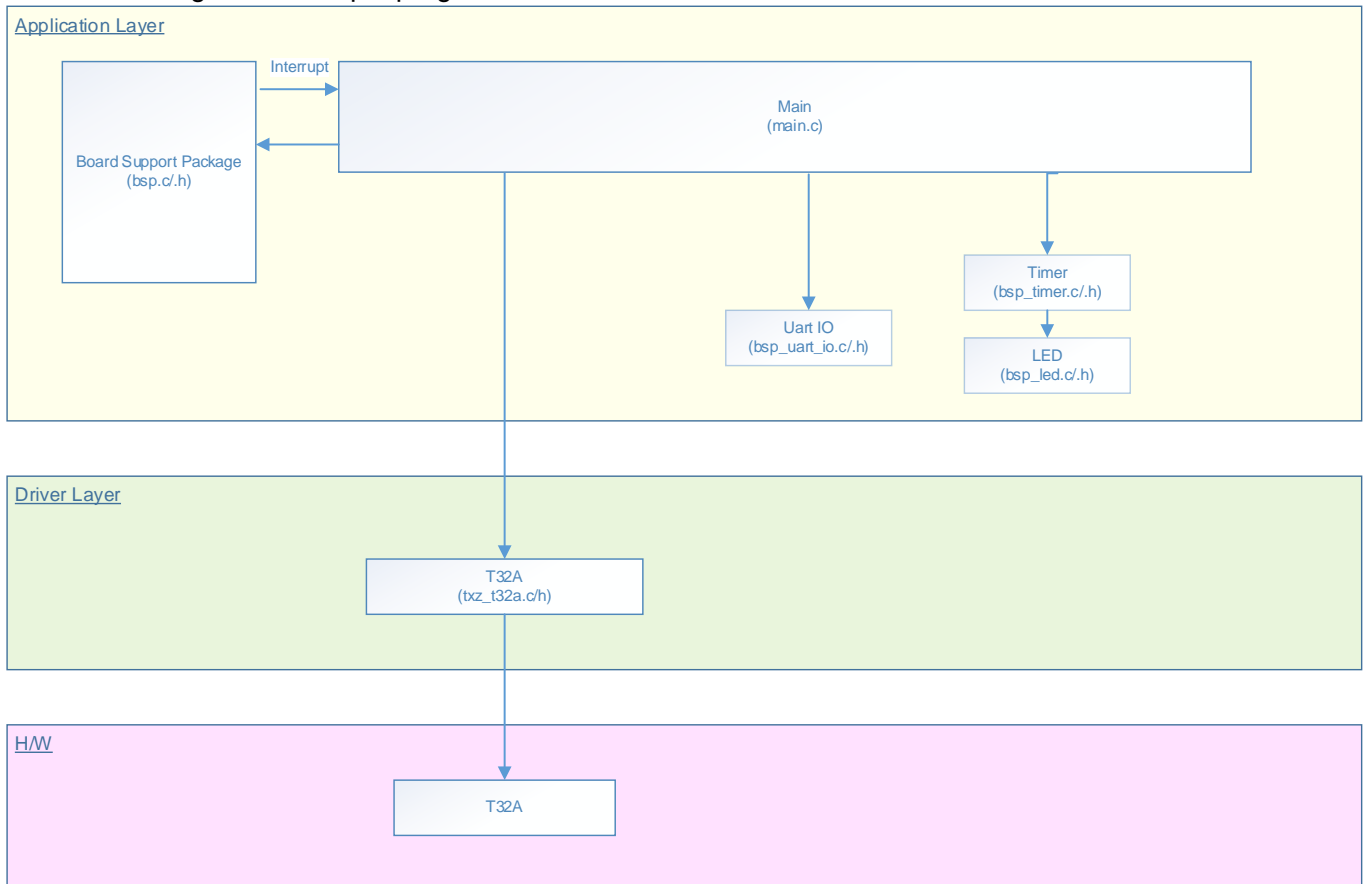 Application Layer
Interrupt
Main
(main.c)
Board Support Package
(bsp.c/.h)
Timer
(bsp_timer.c/.h)
Uart IO
(bsp_uart_io.c/.h)
LED
(bsp_led.c/.h)
Driver Layer
T32A
(txz_t32a.c/h)
H/W
T32A